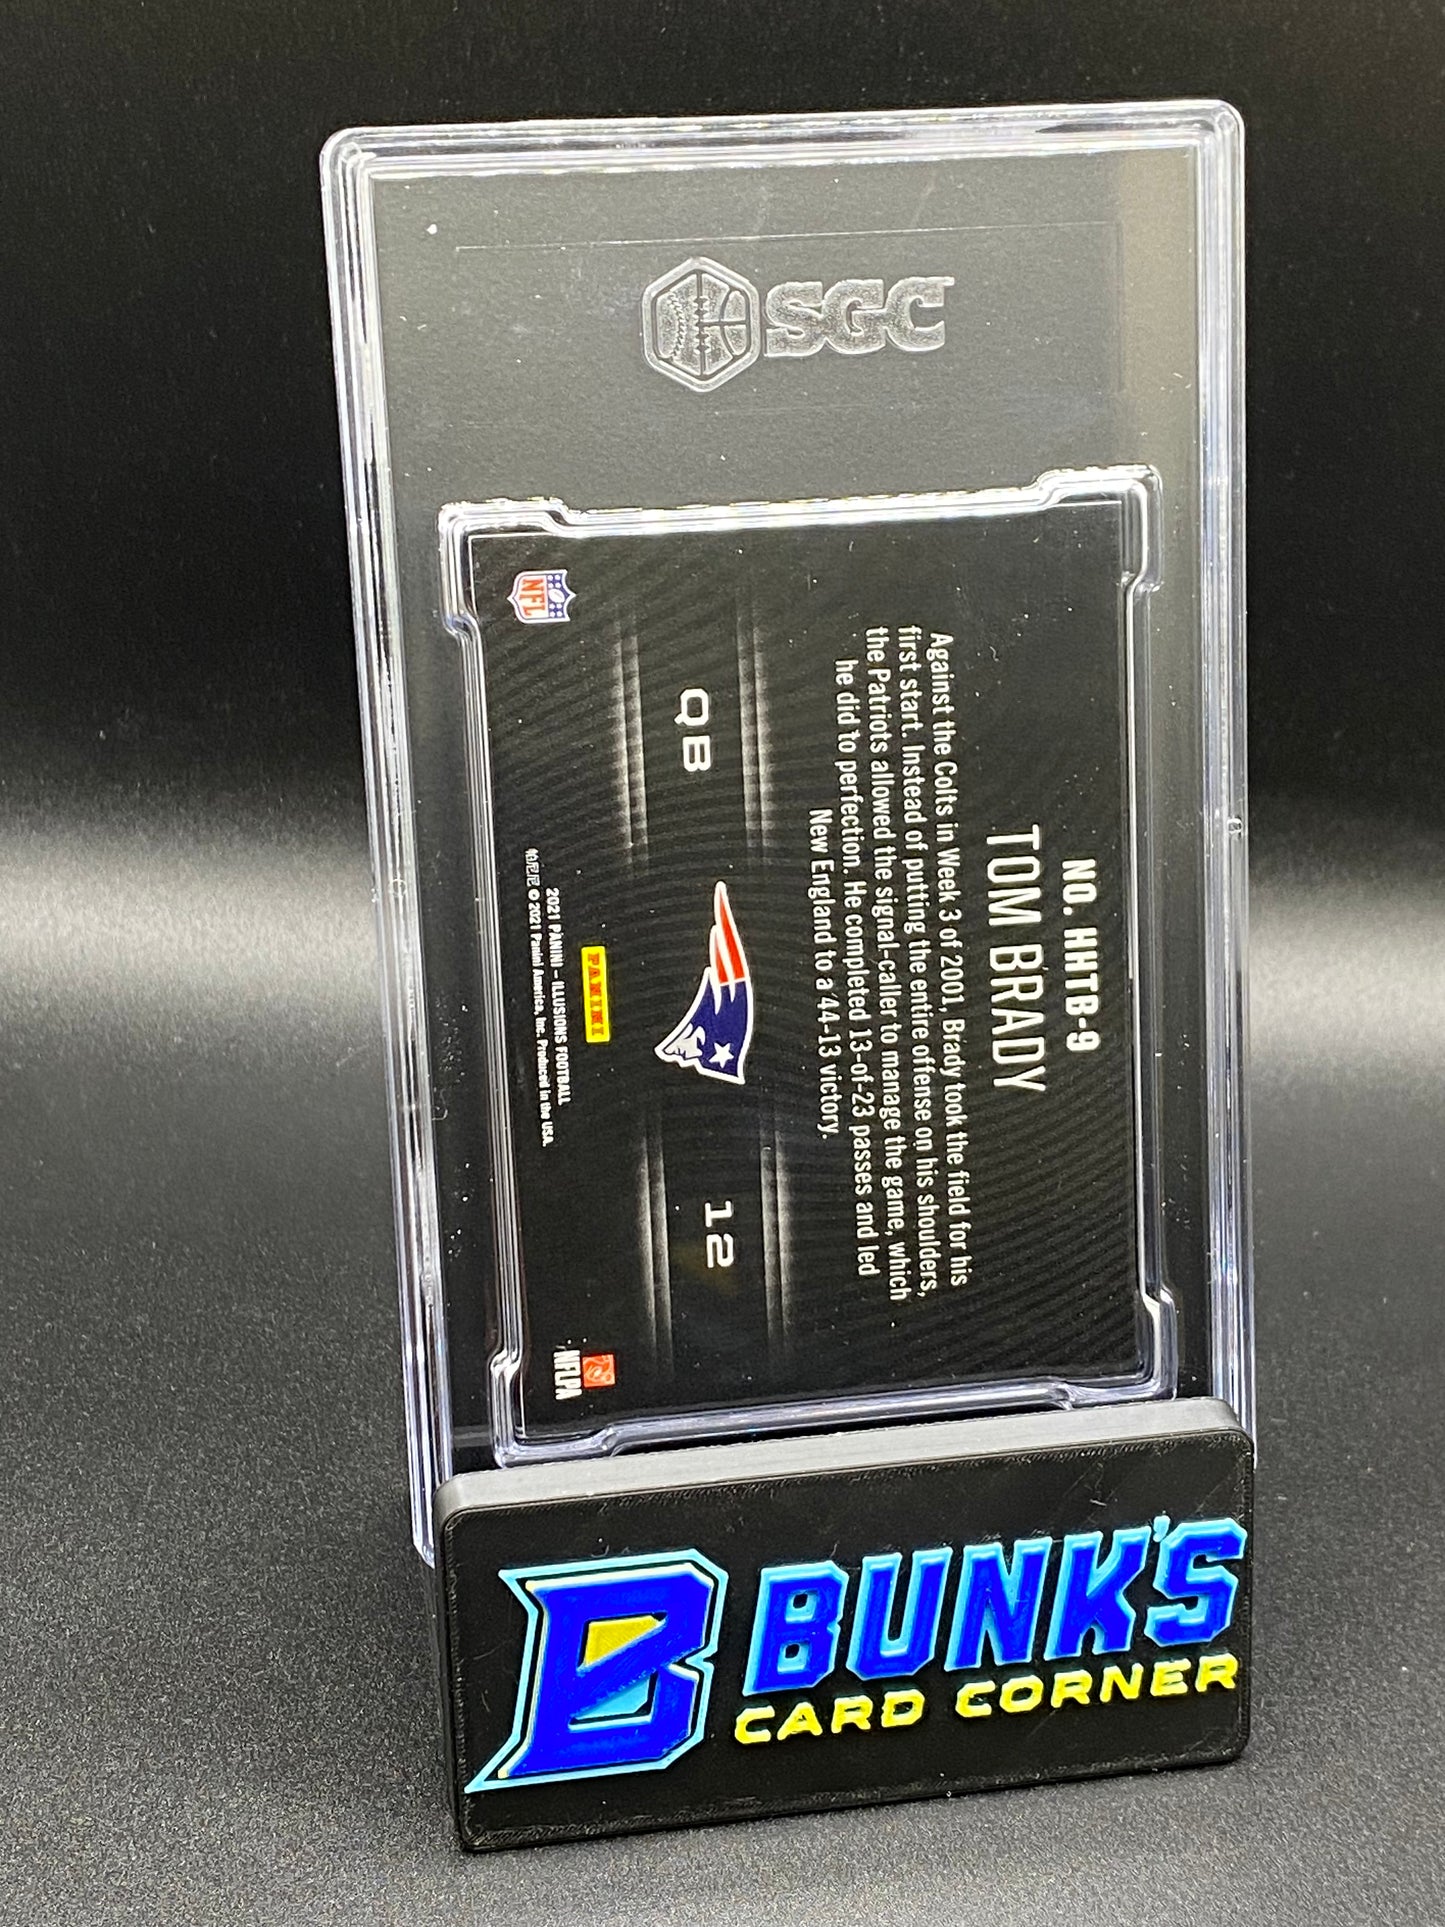 SGC
NO. HHTB-9
TOM BRADY
Against the Colts in Week 3 of 2001, Brady took the field for his
first start. Instead of putting the entire offense on his shoulders,
the Patriots allowed the signal-caller to manage the game, which
he did to perfection. He completed 13-of-23 passes and led
New England to a 44-13 victory.
QB
12
PANINI
NFL
2021 PANINI – ILLUSIONS FOOTBALL
© 2021 Panini America, Inc. Produced in the USA.
NFLPA
B BUNK'S
CARD CORNER